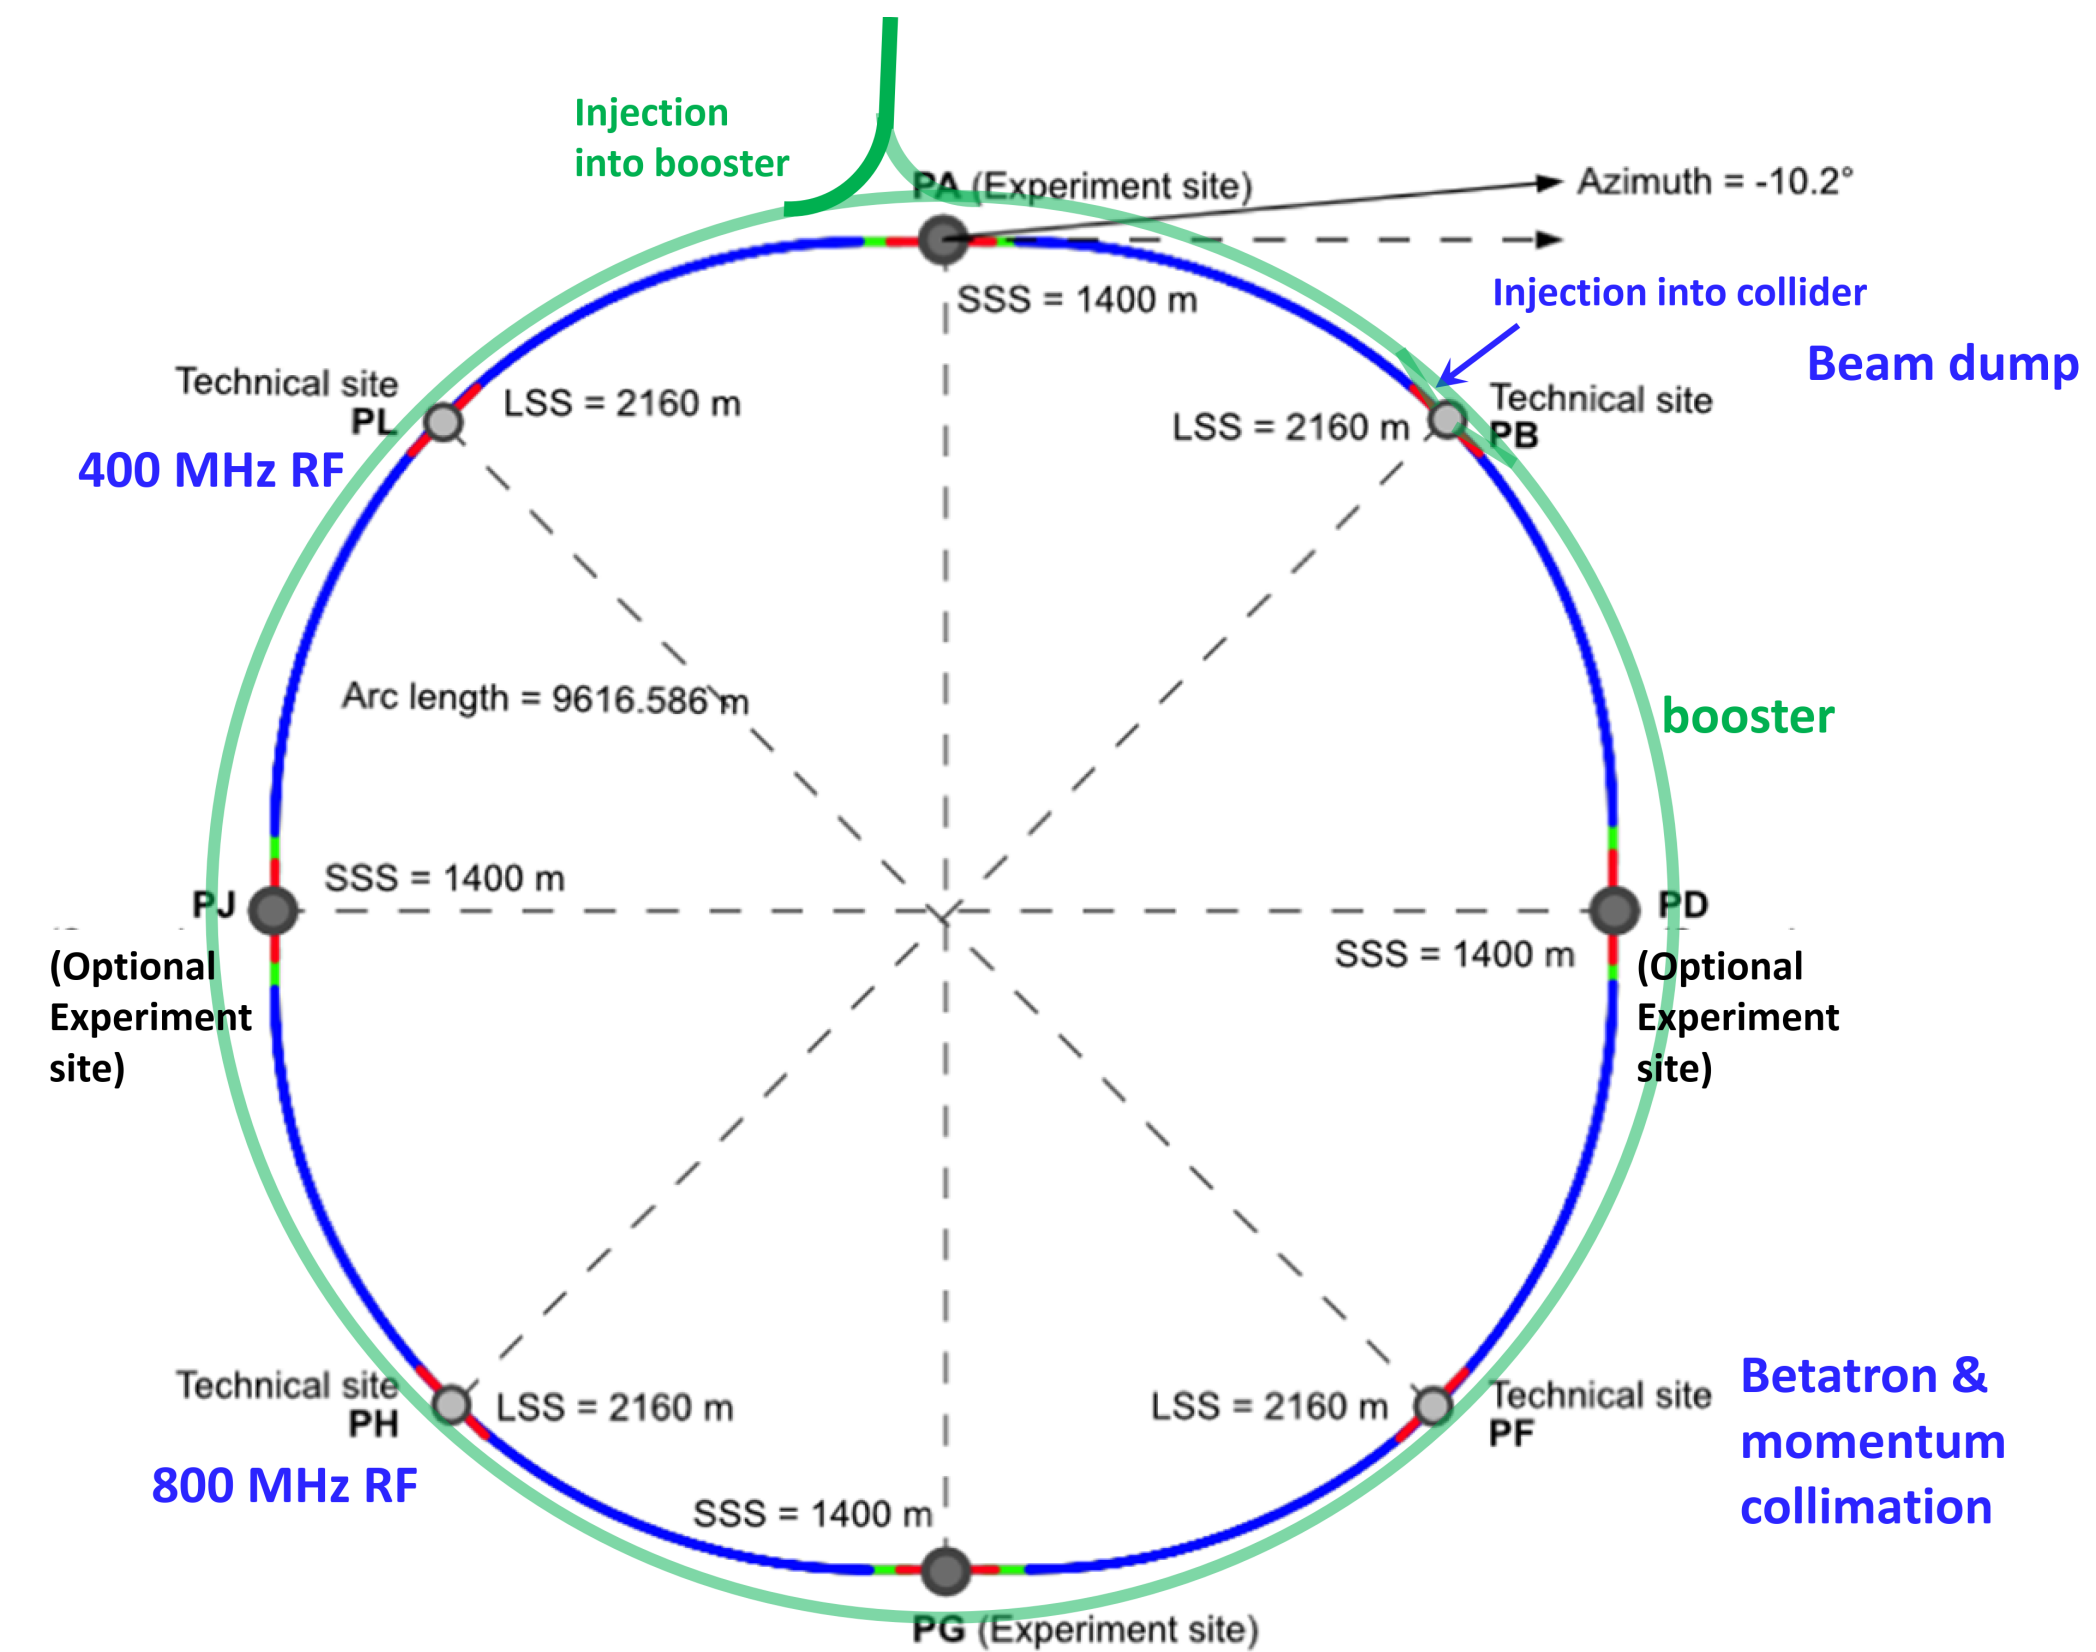 Injection
into booster
PA (Experiment site)
Azimuth = -10.2°
SSS = 1400 m
Injection into collider
Beam dump
Technical site
PL
LSS = 2160 m
400 MHz RF
LSS = 2160 m
Technical site
PB
Arc length = 9616.586 m
booster
SSS = 1400 m
PJ
(Optional
Experiment
site)
PD
SSS = 1400 m
(Optional
Experiment
site)
Technical site
PH
LSS = 2160 m
800 MHz RF
LSS = 2160 m
Technical site
PF
Betatron &
momentum
collimation
SSS = 1400 m
PG (Experiment site)